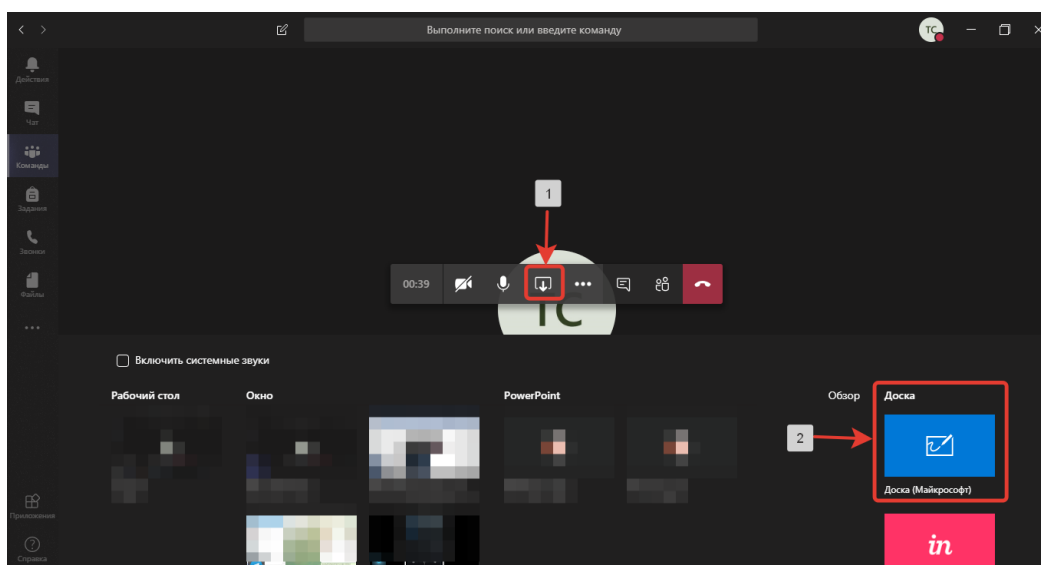 Выполните поиск или введите команду
TC
Действия
Чат
Команды
Задания
Звонки
Файлы
1
00:39
TC
Включить системные звуки
Рабочий стол
Окно
PowerPoint
Обзор
Доска
2
Доска (Майкрософт)
in
Приложения
Справка